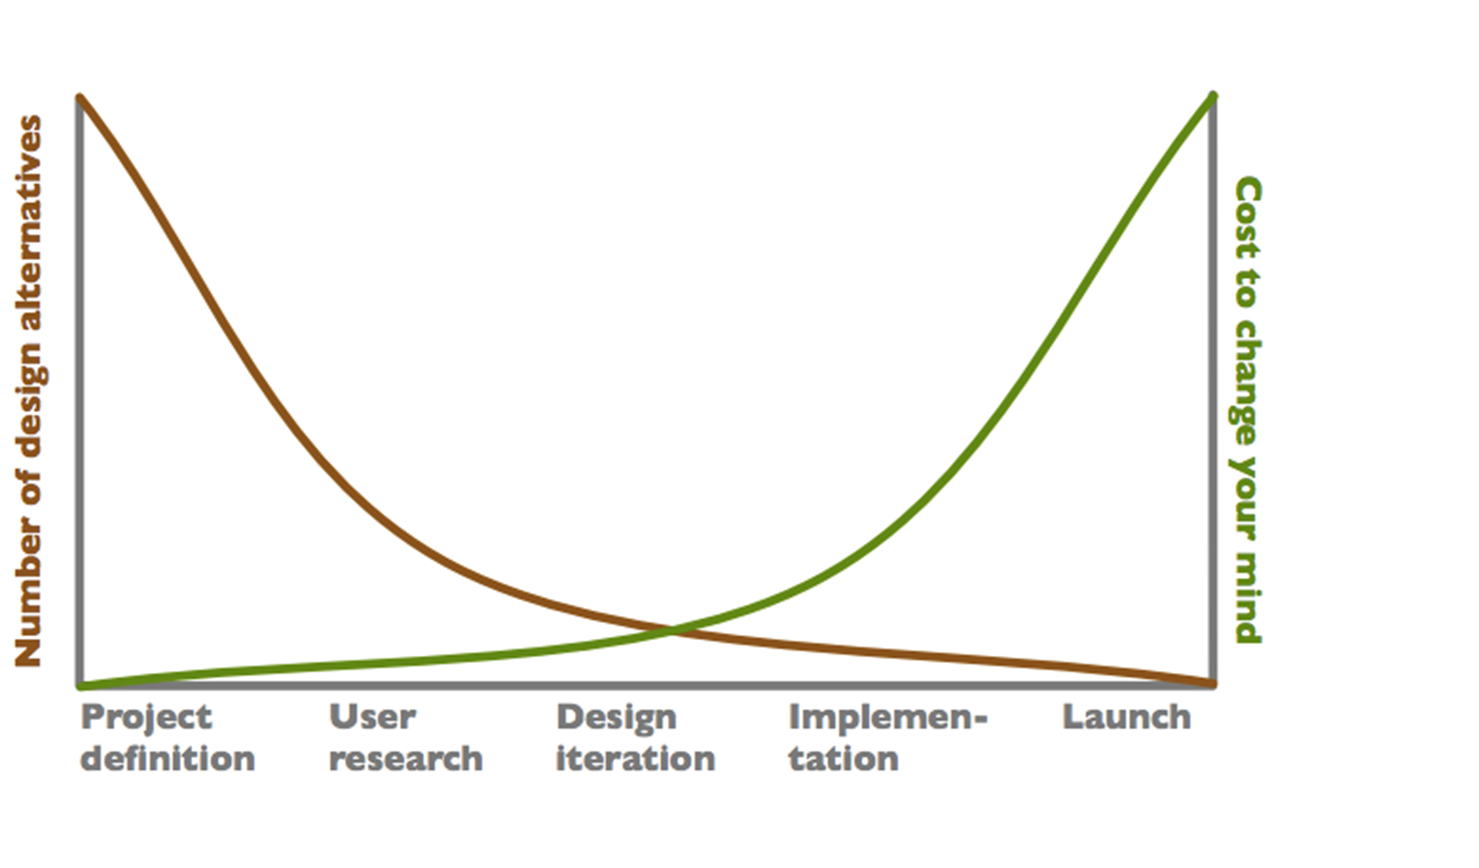 Number of design alternatives
Cost to change your mind
Project
definition
User
research
Design
iteration
Implemen-
tation
Launch